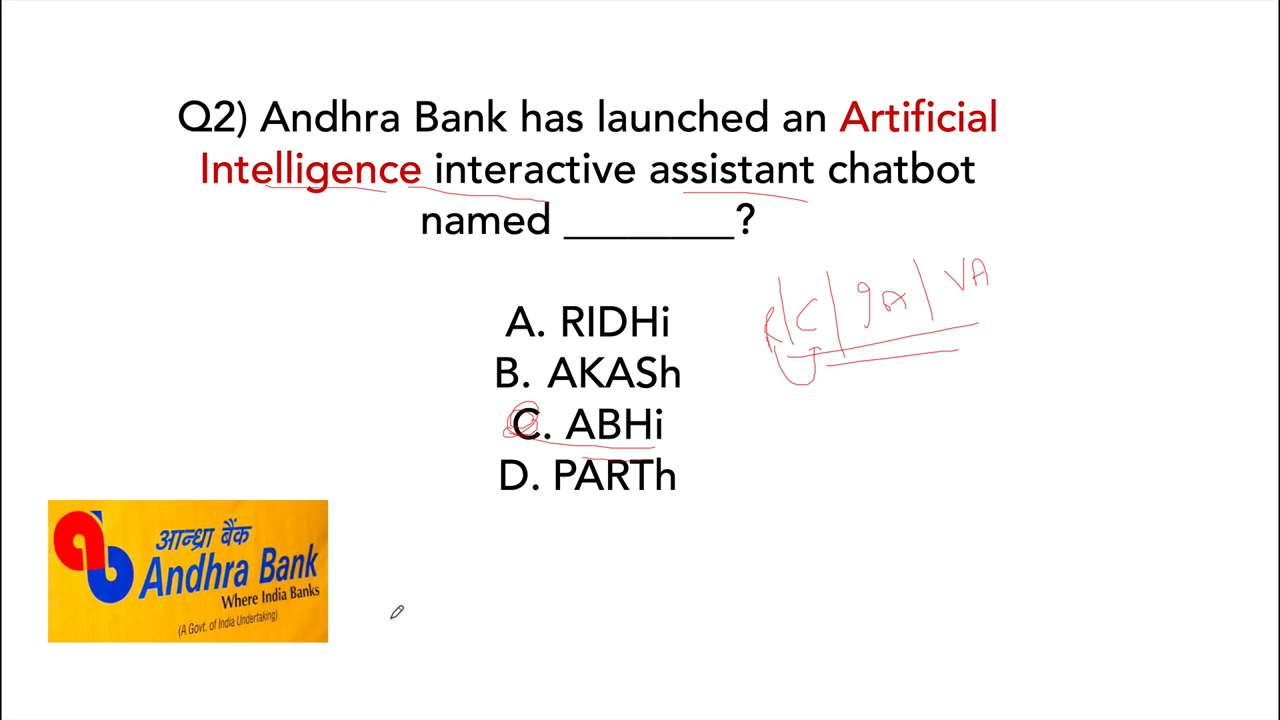 Q2) Andhra Bank has launched an Artificial
Intelligence interactive assistant chatbot
named ________?
A. RIDHi
B. AKASh
C. ABHi
D. PARTh
R | C | | VA
आन्ध्रा बैंक
Andhra Bank
Where India Banks
(A Govt. of India Undertaking)